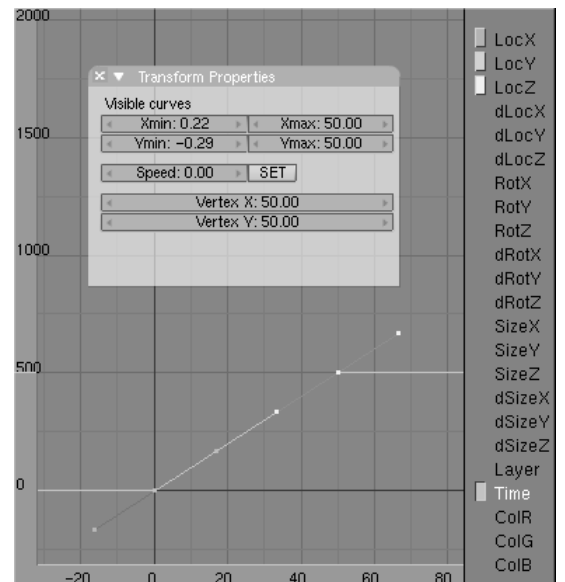 2000
1500
1000
500
0
Transform Properties
Visible curves
Xmin: 0.22 Xmax: 50.00
Ymin: -0.29 Ymax: 50.00
Speed: 0.00 SET
Vertex X: 50.00
Vertex Y: 50.00
-20 0 20 40 60 80
LocX
LocY
LocZ
dLocX
dLocY
dLocZ
RotX
RotY
RotZ
dRotX
dRotY
dRotZ
SizeX
SizeY
SizeZ
dSizeX
dSizeY
dSizeZ
Layer
Time
ColR
ColG
ColB